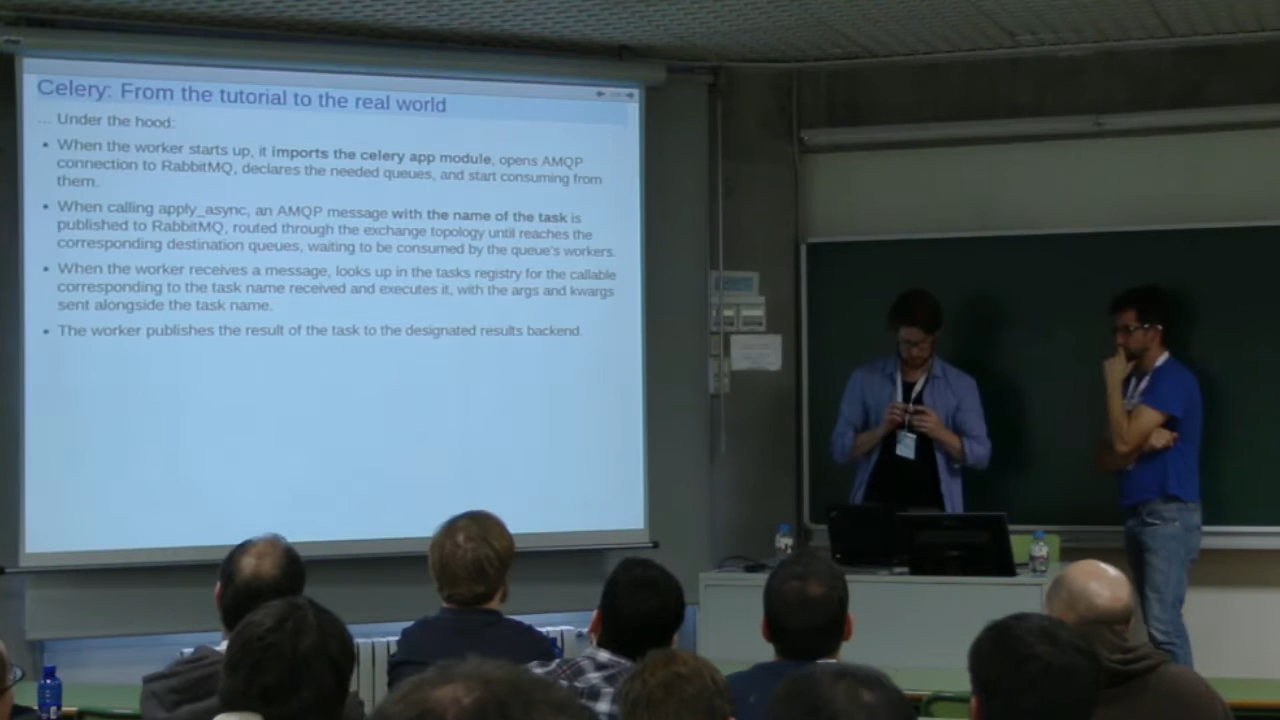 Celery: From the tutorial to the real world
... Under the hood:
• When the worker starts up, it imports the celery app module, opens AMQP
connection to RabbitMQ, declares the needed queues, and start consuming from
them.
• When calling apply_async, an AMQP message with the name of the task is
published to RabbitMQ, routed through the exchange topology until reaches the
corresponding destination queues, waiting to be consumed by the queue's workers.
• When the worker receives a message, looks up in the tasks registry for the callable
corresponding to the task name received and executes it, with the args and kwargs
sent alongside the task name.
• The worker publishes the result of the task to the designated results backend.